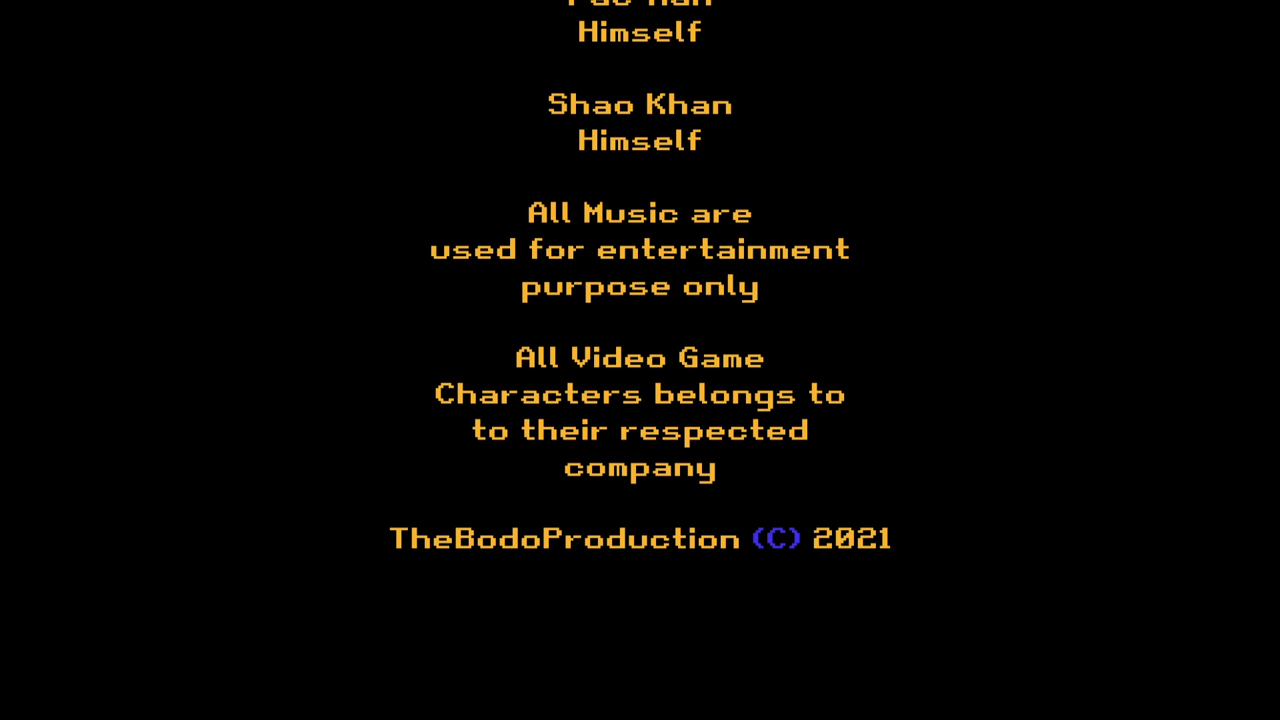 Himself
Shao Khan
Himself
All Music are
used for entertainment
purpose only
All Video Game
Characters belongs to
to their respected
company
TheBodoProduction (C) 2021